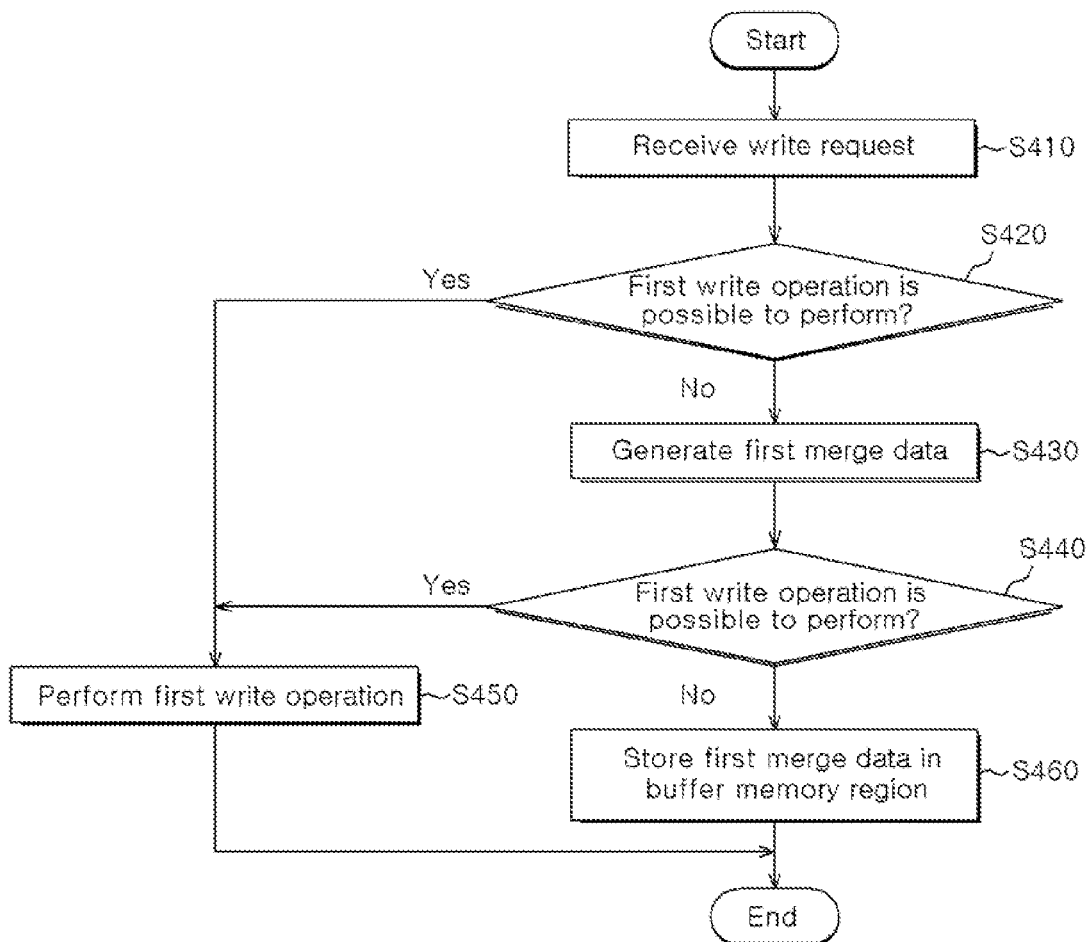 Start
Receive write request
S410
S420
Yes
First write operation is
possible to perform?
No
Generate first merge data
S430
S440
Yes
First write operation is
possible to perform?
Perform first write operation
S450
No
Store first merge data in
buffer memory region
S460
End